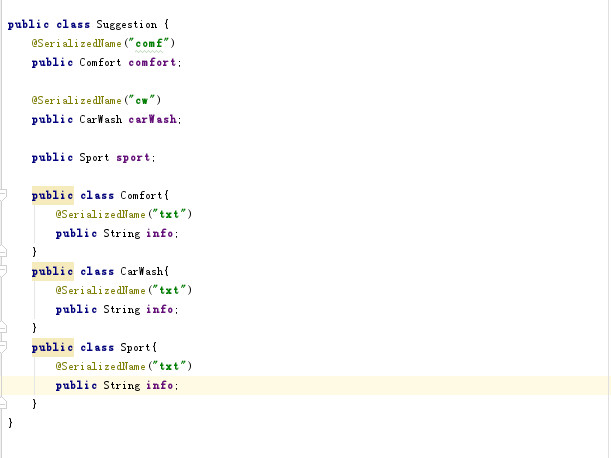 public class Suggestion {
@SerializedName("comf")
public Comfort comfort;
@SerializedName("cw")
public CarWash carWash;
public Sport sport;
public class Comfort{
@SerializedName("txt")
public String info;
}
public class CarWash{
@SerializedName("txt")
public String info;
}
public class Sport{
@SerializedName("txt")
public String info;
}
}